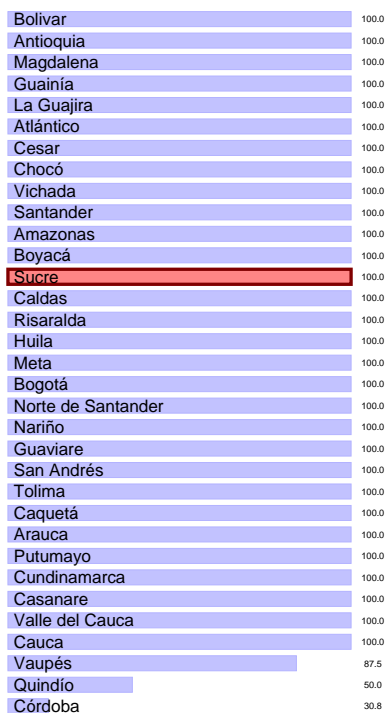 Bolivar 100.0
Antioquia 100.0
Magdalena 100.0
Guainía 100.0
La Guajira 100.0
Atlántico 100.0
Cesar 100.0
Chocó 100.0
Vichada 100.0
Santander 100.0
Amazonas 100.0
Boyacá 100.0
Sucre 100.0
Caldas 100.0
Risaralda 100.0
Huila 100.0
Meta 100.0
Bogotá 100.0
Norte de Santander 100.0
Nariño 100.0
Guaviare 100.0
San Andrés 100.0
Tolima 100.0
Caquetá 100.0
Arauca 100.0
Putumayo 100.0
Cundinamarca 100.0
Casanare 100.0
Valle del Cauca 100.0
Cauca 100.0
Vaupés 87.5
Quindío 50.0
Córdoba 30.8